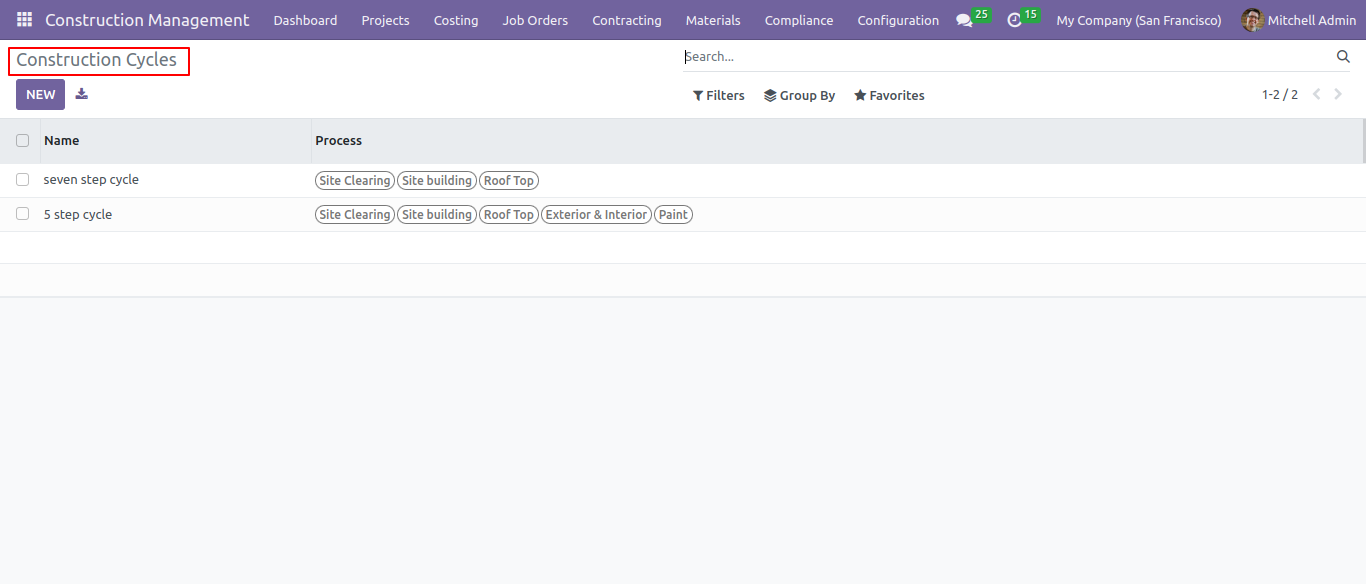 Construction Management Dashboard Projects Costing Job Orders Contracting Materials Compliance Configuration 25 15 My Company (San Francisco) Mitchell Admin
Construction Cycles Search...
NEW Filters Group By Favorites 1-2 / 2
Name Process
seven step cycle Site Clearing Site building Roof Top
5 step cycle Site Clearing Site building Roof Top Exterior & Interior Paint